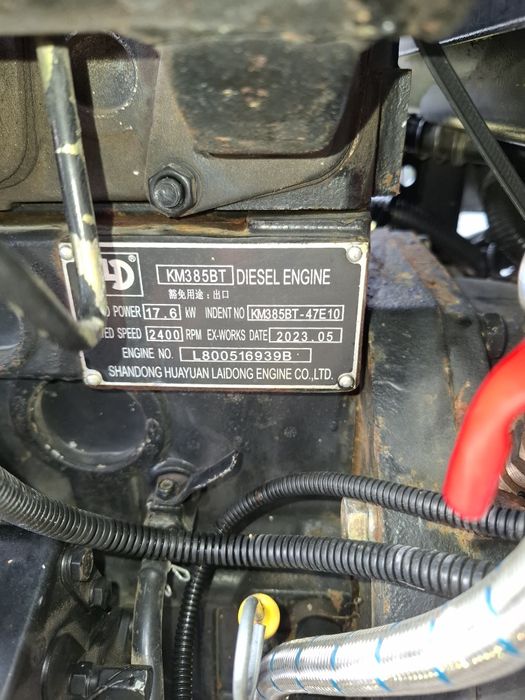 LD ® KM385BT DIESEL ENGINE
豁免用途：出口
POWER 17.6 KW INDENT NO KM385BT-47E10
SPEED 2400 RPM EX-WORKS DATE 2023.05
ENGINE NO. L800516939B
SHANDONG HUAYUAN LAIDONG ENGINE CO.,LTD.